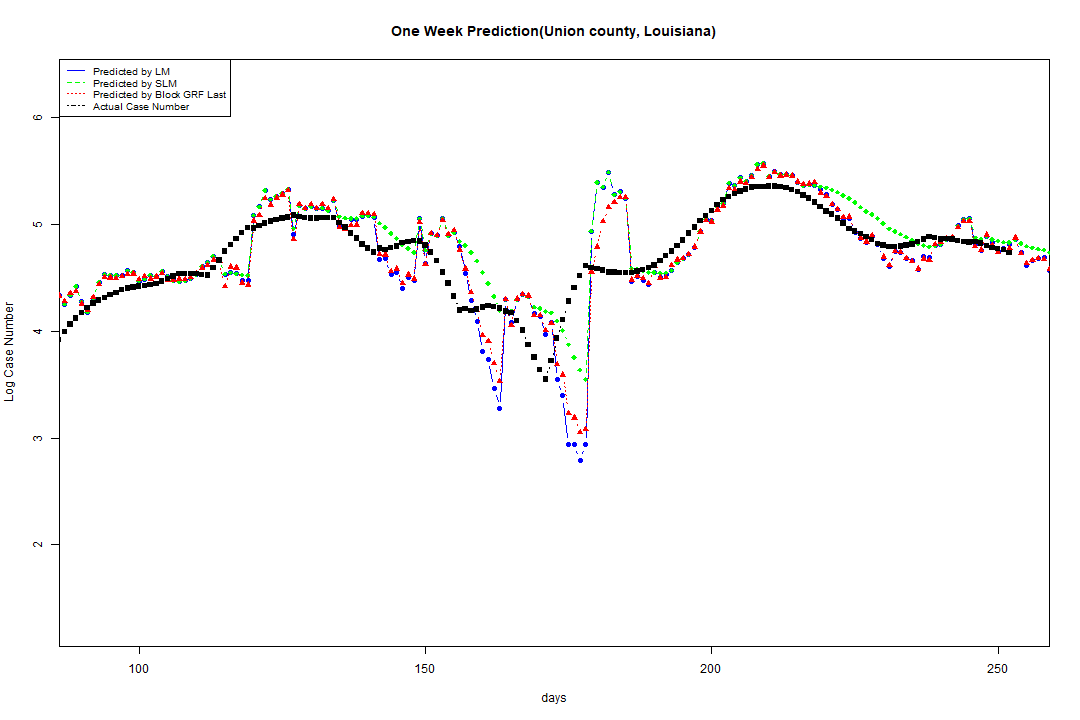 One Week Prediction(Union county, Louisiana)
Predicted by LM
Predicted by SLM
Predicted by Block GRF Last
Actual Case Number
6
5
4
3
2
Log Case Number
100
150
200
250
days